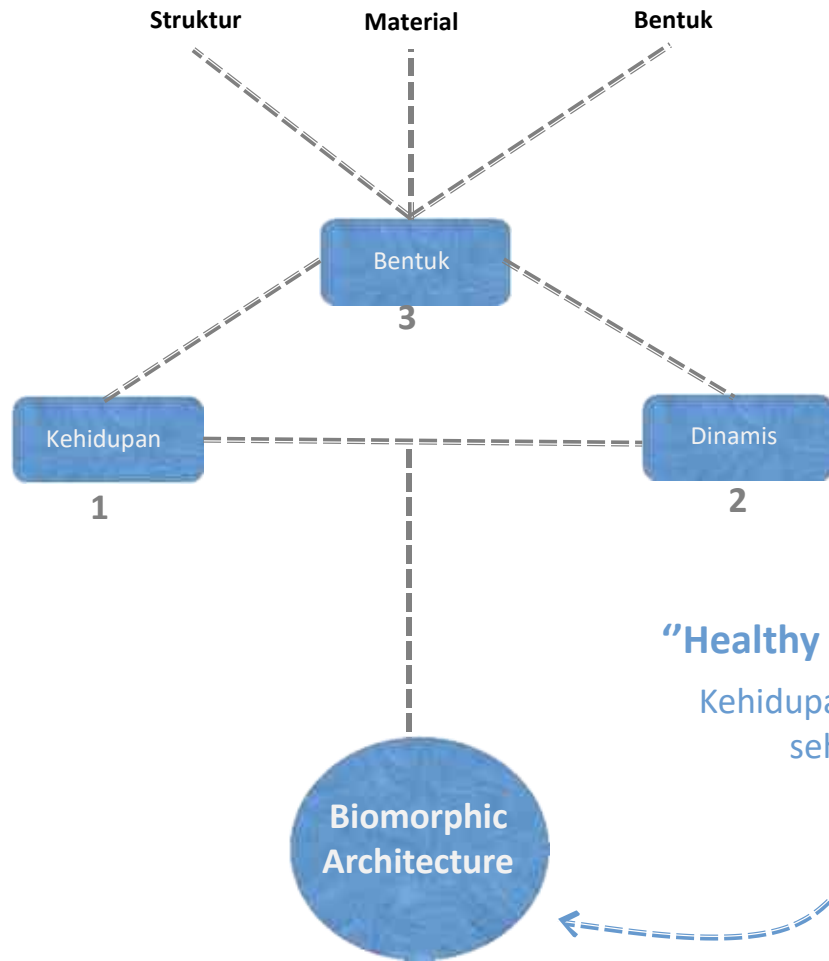 Struktur
Material
Bentuk
Bentuk
3
Kehidupan
Dinamis
1
2
“Healthy
Biomorphic
Architecture